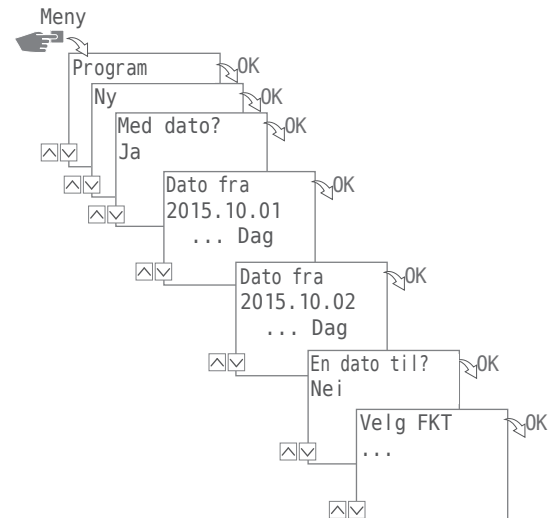 Meny
Program
OK
Ny
OK
Med dato?
OK
Ja
Dato fra
OK
2015.10.01
... Dag
Dato fra
OK
2015.10.02
... Dag
En dato til?
OK
Nei
Velg FKT
OK
...